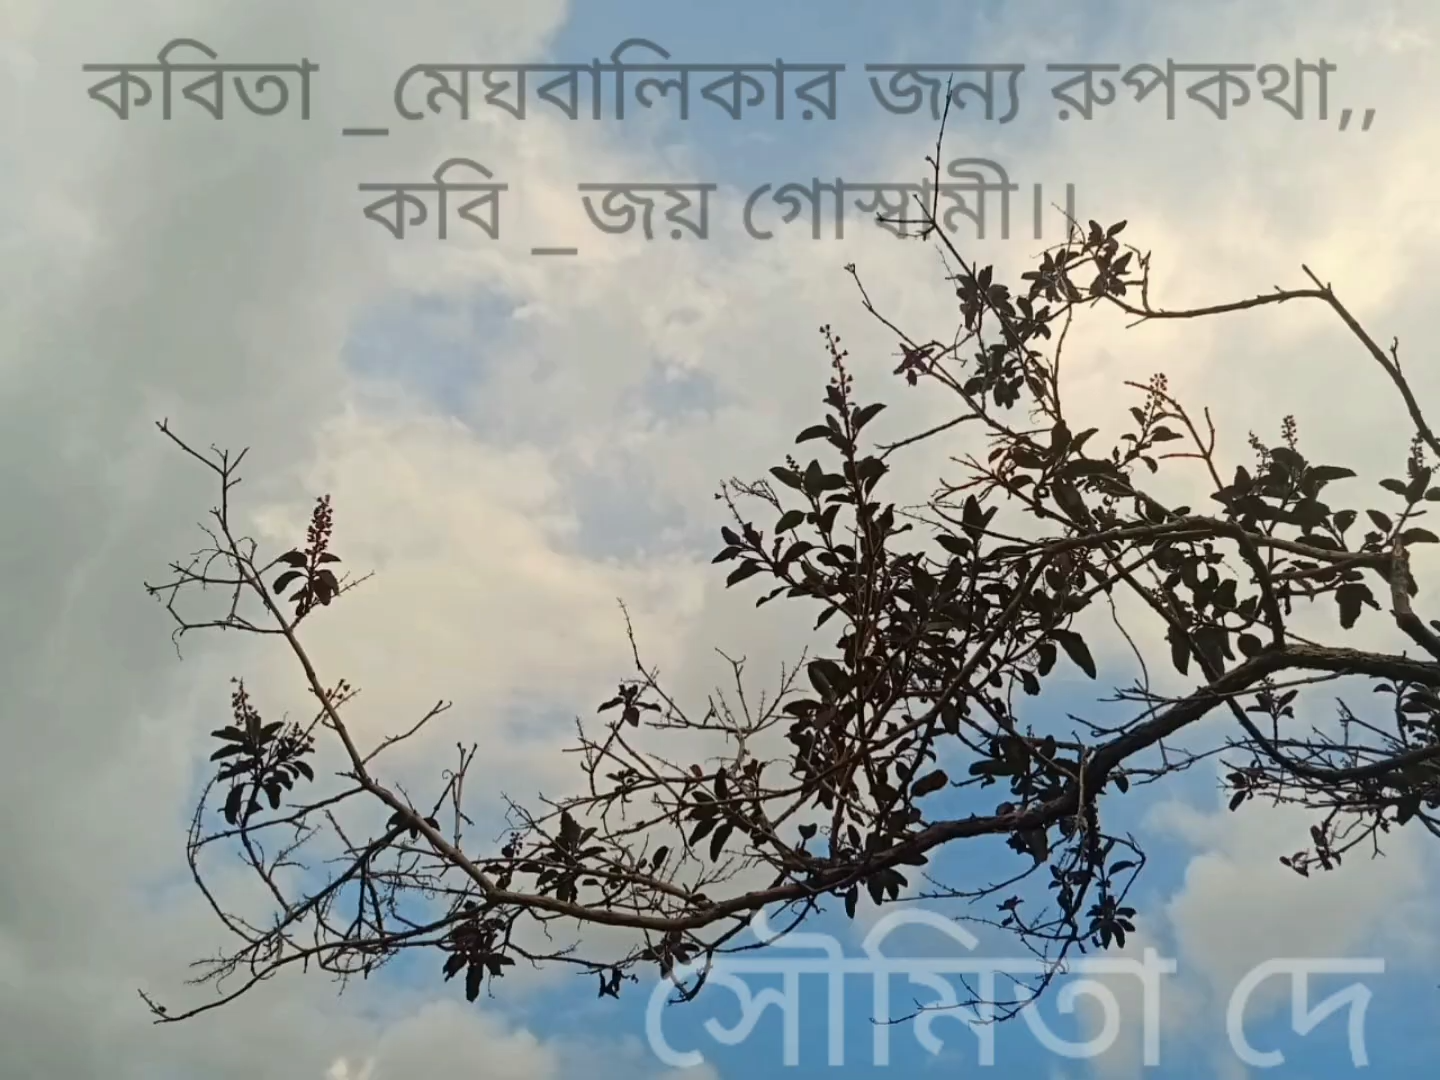 কবিতা _মেঘবালিকার জন্য রুপকথা,,
কবি _জয় গোস্বামী।।
সৌমিতা দে